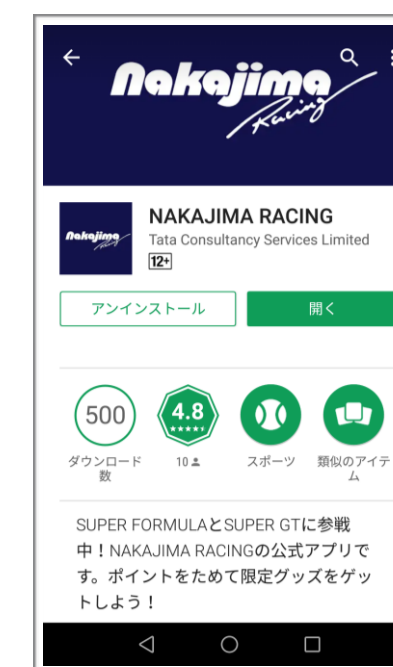 Nakajima
Racing
Nakajima
Racing
NAKAJIMA RACING
Tata Consultancy Services Limited
12+
アンインストール
開く
500
4.8
ダウンロード
数
10
スポーツ
類似のアイテ
ム
SUPER FORMULAとSUPER GTに参戦
中！NAKAJIMA RACINGの公式アプリで
す。ポイントをためて限定グッズをゲッ
トしよう！